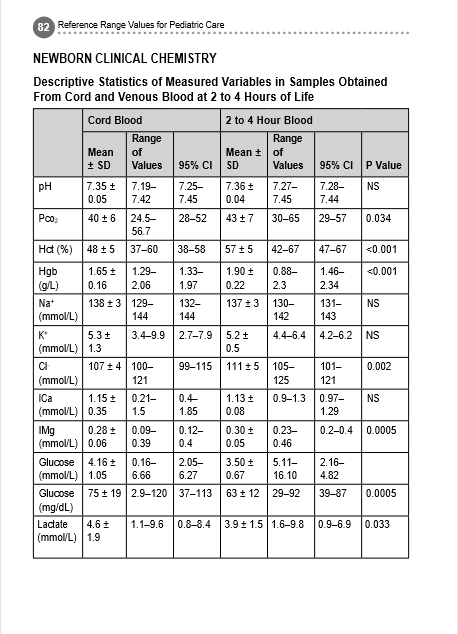 82 Reference Range Values for Pediatric Care
NEWBORN CLINICAL CHEMISTRY
Descriptive Statistics of Measured Variables in Samples Obtained
From Cord and Venous Blood at 2 to 4 Hours of Life
Cord Blood 2 to 4 Hour Blood
Mean ± SD Range of Values 95% CI Mean ± SD Range of Values 95% CI P Value
pH 7.35 ± 0.05 7.19–7.42 7.25–7.45 7.36 ± 0.04 7.27–7.45 7.28–7.44 NS
Pco₂ 40 ± 6 24.5–56.7 28–52 43 ± 7 30–65 29–57 0.034
Hct (%) 48 ± 5 37–60 38–58 57 ± 5 42–67 47–67 <0.001
Hgb (g/L) 1.65 ± 0.16 1.29–2.06 1.33–1.97 1.90 ± 0.22 0.88–2.3 1.46–2.34 <0.001
Na⁺ (mmol/L) 138 ± 3 129–144 132–144 137 ± 3 130–142 131–143 NS
K⁺ (mmol/L) 5.3 ± 1.3 3.4–9.9 2.7–7.9 5.2 ± 0.5 4.4–6.4 4.2–6.2 NS
Cl⁻ (mmol/L) 107 ± 4 100–121 99–115 111 ± 5 105–125 101–121 0.002
ICa (mmol/L) 1.15 ± 0.35 0.21–1.5 0.4–1.85 1.13 ± 0.08 0.9–1.3 0.97–1.29 NS
IMg (mmol/L) 0.28 ± 0.06 0.09–0.39 0.12–0.4 0.30 ± 0.05 0.23–0.46 0.2–0.4 0.0005
Glucose (mmol/L) 4.16 ± 1.05 0.16–6.66 2.05–6.27 3.50 ± 0.67 5.11–16.10 2.16–4.82
Glucose (mg/dL) 75 ± 19 2.9–120 37–113 63 ± 12 29–92 39–87 0.0005
Lactate (mmol/L) 4.6 ± 1.9 1.1–9.6 0.8–8.4 3.9 ± 1.5 1.6–9.8 0.9–6.9 0.033